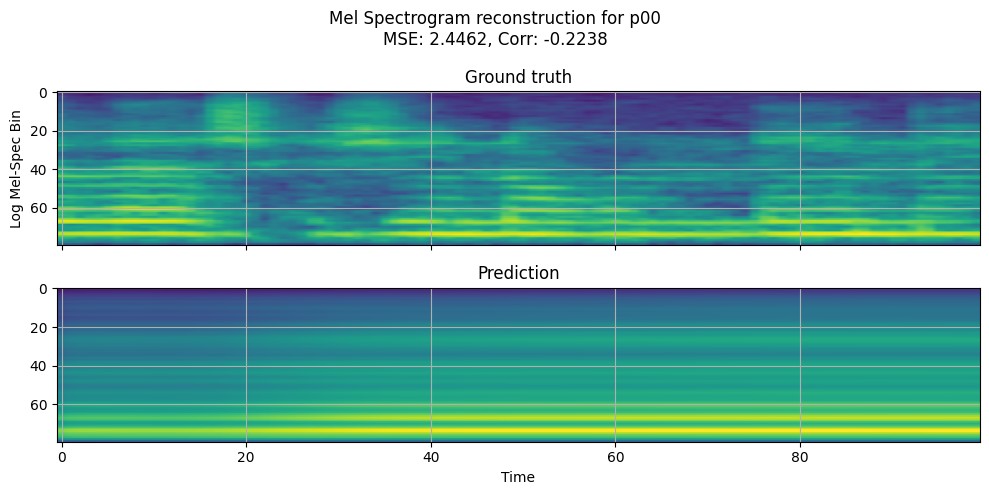 Mel Spectrogram reconstruction for p00
MSE: 2.4462, Corr: -0.2238
Ground truth
Log Mel-Spec Bin
0
20
40
60
Prediction
0
20
40
60
0 20 40 60 80
Time